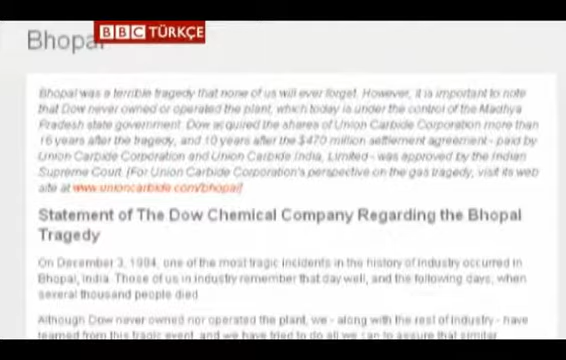 Bhopal
BBC TÜRKÇE
Bhopal was a terrible tragedy that none of us will ever forget. However, it is important to note
that Dow never owned or operated the plant, which today is under the control of the Madhya
Pradesh state government. Dow acquired the shares of Union Carbide Corporation more than
16 years after the tragedy, and 10 years after the $470 million settlement agreement - paid by
Union Carbide Corporation and Union Carbide India, Limited - was approved by the Indian
Supreme Court. [For Union Carbide Corporation's perspective on the gas tragedy, visit its web
site at www.unioncarbide.com/bhopal]
Statement of The Dow Chemical Company Regarding the Bhopal
Tragedy
On December 3, 1984, one of the most tragic incidents in the history of industry occurred in
Bhopal, India. Those of us in industry remember that day well, and the following days, when
several thousand people died
Although Dow never owned nor operated the plant, we - along with the rest of industry - have
learned from this tragic event, and we have tried to do all we can to assure that similar